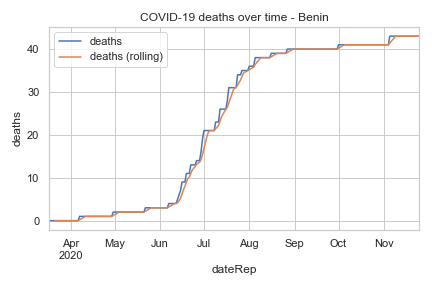 COVID-19 deaths over time - Benin
deaths
deaths (rolling)
40
30
20
10
0
deaths
Apr May Jun Jul Aug Sep Oct Nov
2020
dateRep